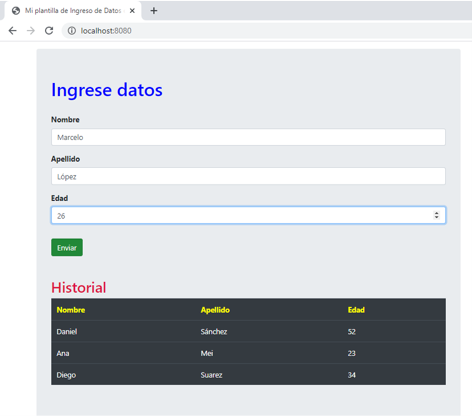 Mi plantilla de Ingreso de Datos
localhost:8080
Ingrese datos
Nombre
Marcelo
Apellido
López
Edad
26
Enviar
Historial
Nombre Apellido Edad
Daniel Sánchez 52
Ana Mei 23
Diego Suarez 34